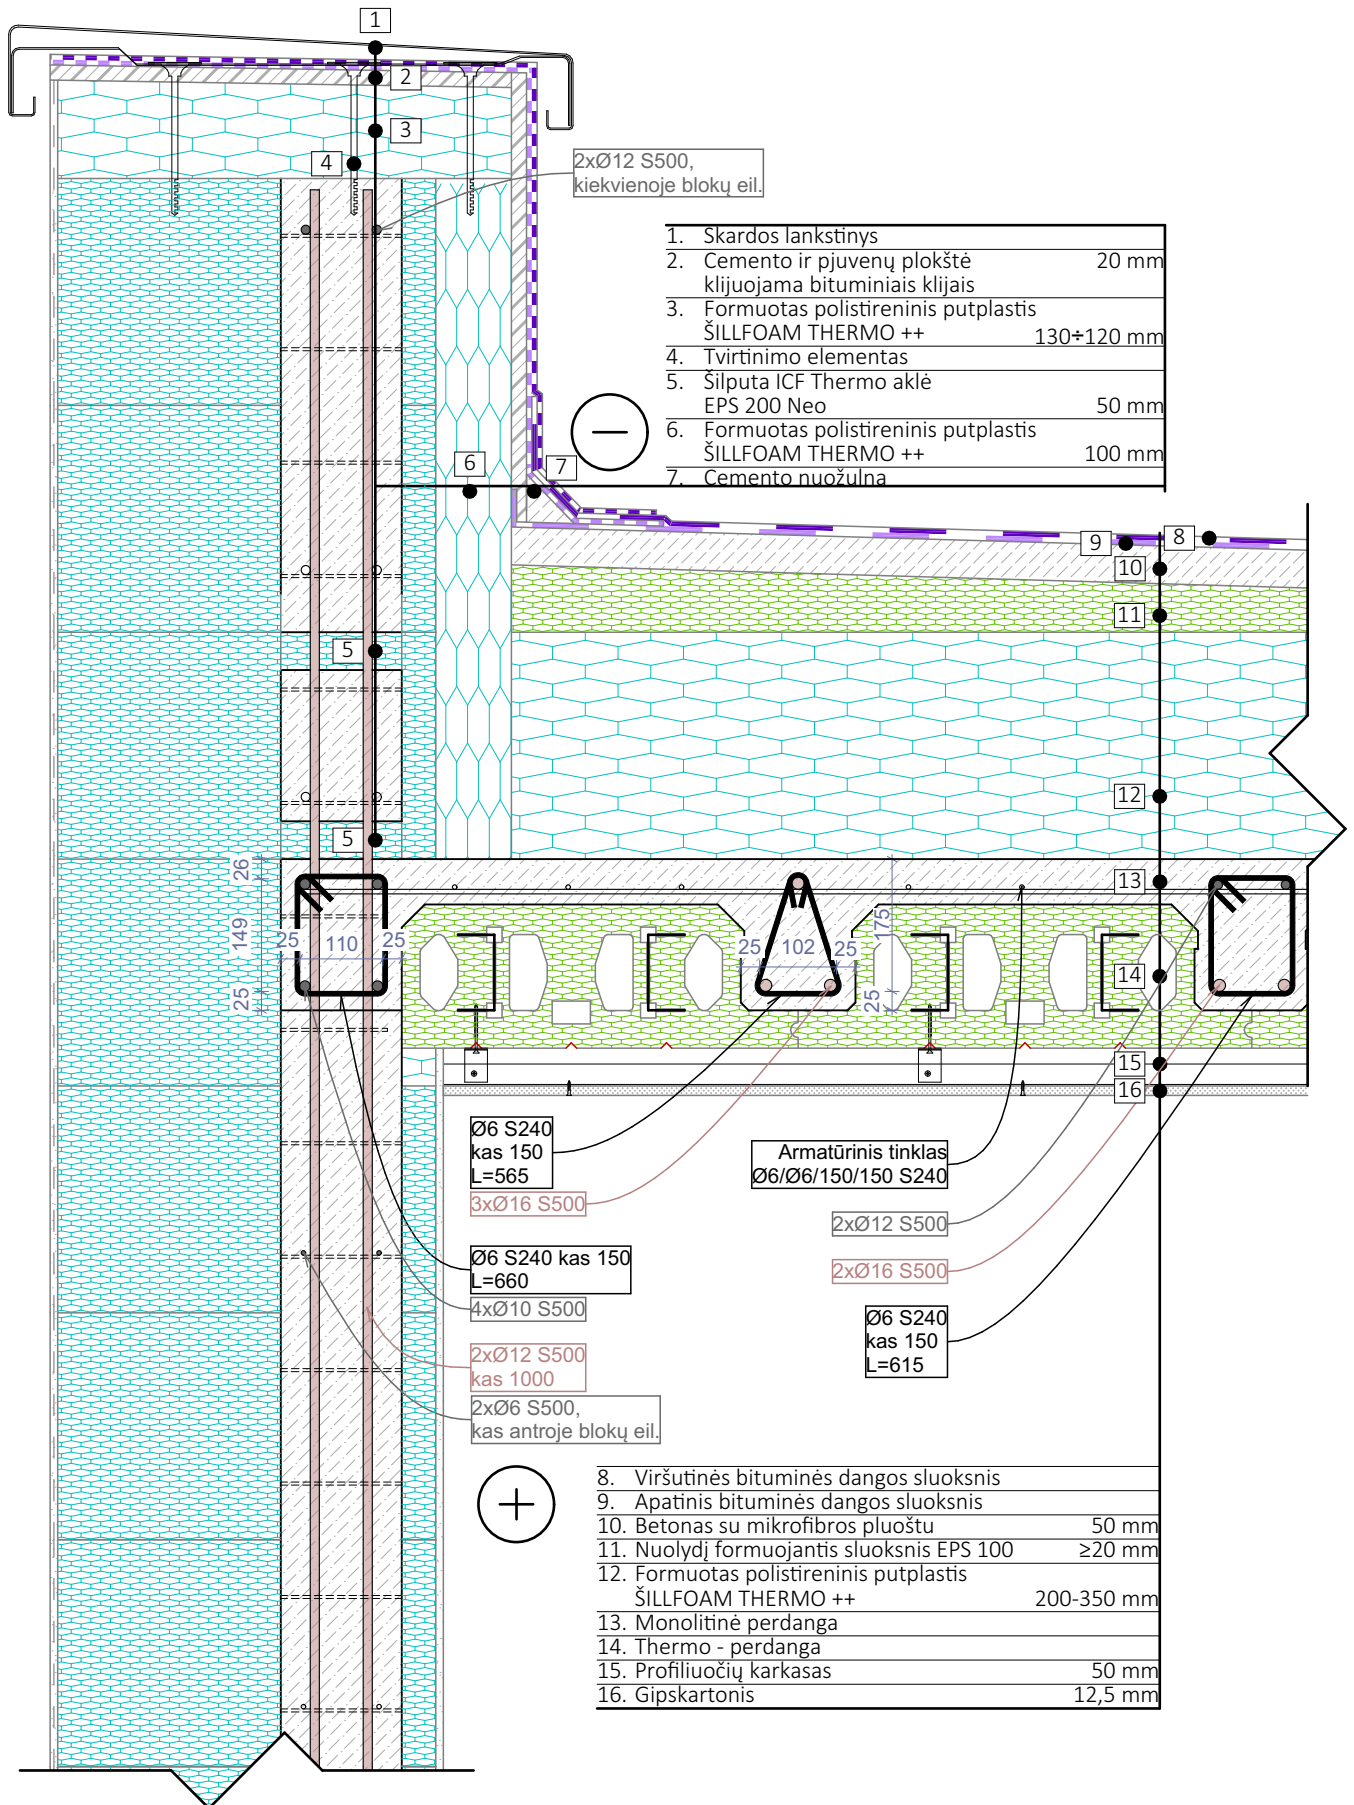 1
2
3
4
2xØ12 S500,
kiekvienoje blokų eil.
1. Skardos lankstinys
2. Cemento ir pjuvenų plokštė 20 mm
klijuojama bituminiais klijais
3. Formuotas polistireninis putplastis
ŠILLFOAM THERMO ++ 130÷120 mm
4. Tvirtinimo elementas
5. Šilputa ICF Thermo aklė
EPS 200 Neo 50 mm
6. Formuotas polistireninis putplastis
ŠILLFOAM THERMO ++ 100 mm
7. Cemento nuožulna
6
7
8
9
10
11
5
12
5
13
26
149
25
25
110
25
25
102
25
175
25
14
15
16
Ø6 S240
kas 150
L=565
3xØ16 S500
Armatūrinis tinklas
Ø6/Ø6/150/150 S240
2xØ12 S500
2xØ16 S500
Ø6 S240 kas 150
L=660
4xØ10 S500
Ø6 S240
kas 150
L=615
2xØ12 S500
kas 1000
2xØ6 S500,
kas antroje blokų eil.
8. Viršutinės bituminės dangos sluoksnis
9. Apatinis bituminės dangos sluoksnis
10. Betonas su mikrofibros pluoštu 50 mm
11. Nuolydį formuojantis sluoksnis EPS 100 ≥20 mm
12. Formuotas polistireninis putplastis
ŠILLFOAM THERMO ++ 200-350 mm
13. Monolitinė perdanga
14. Thermo - perdanga
15. Profiliuočių karkasas 50 mm
16. Gipskartonis 12,5 mm